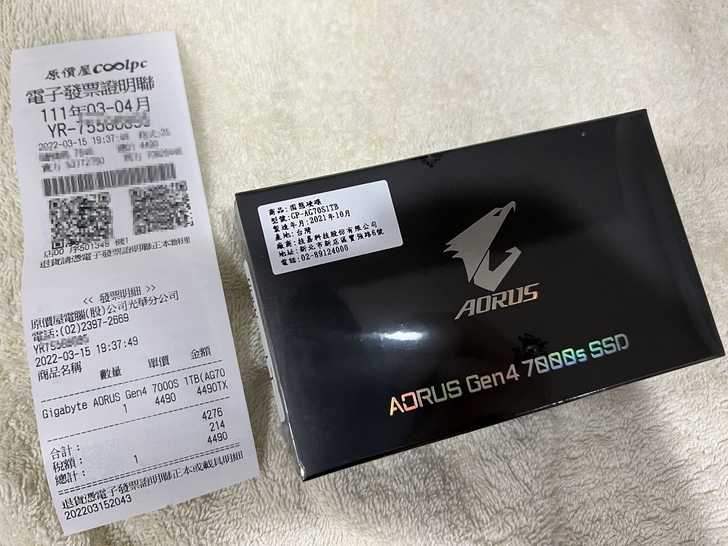 原價屋coolpc
電子發票證明聯
111年03-04月
YR-
2022-03-15 19:37:49 格式:25
退貨請憑電子發票證明聯正本辦理
<< 發票明細 >>
原價屋電腦(股)公司光華分公司
電話:(02)2397-2669
2022-03-15 19:37:49
商品名稱 數量 單價 金額
Gigabyte AORUS Gen4 7000S 1TB(AG70
1 4490 4490TX
4276
合計: 214
稅額: 4490
總計: 1
退貨憑電子發票證明聯正本或載具明細
202203152043
商品:固態硬碟
型號:GP-AG70S1TB
製造年月:2021年10月
產地:台灣
廠商:技嘉科技股份有限公司
地址:新北市新店區寶強路6號
電話:02-89124000
AORUS
AORUS Gen4 7000s SSD